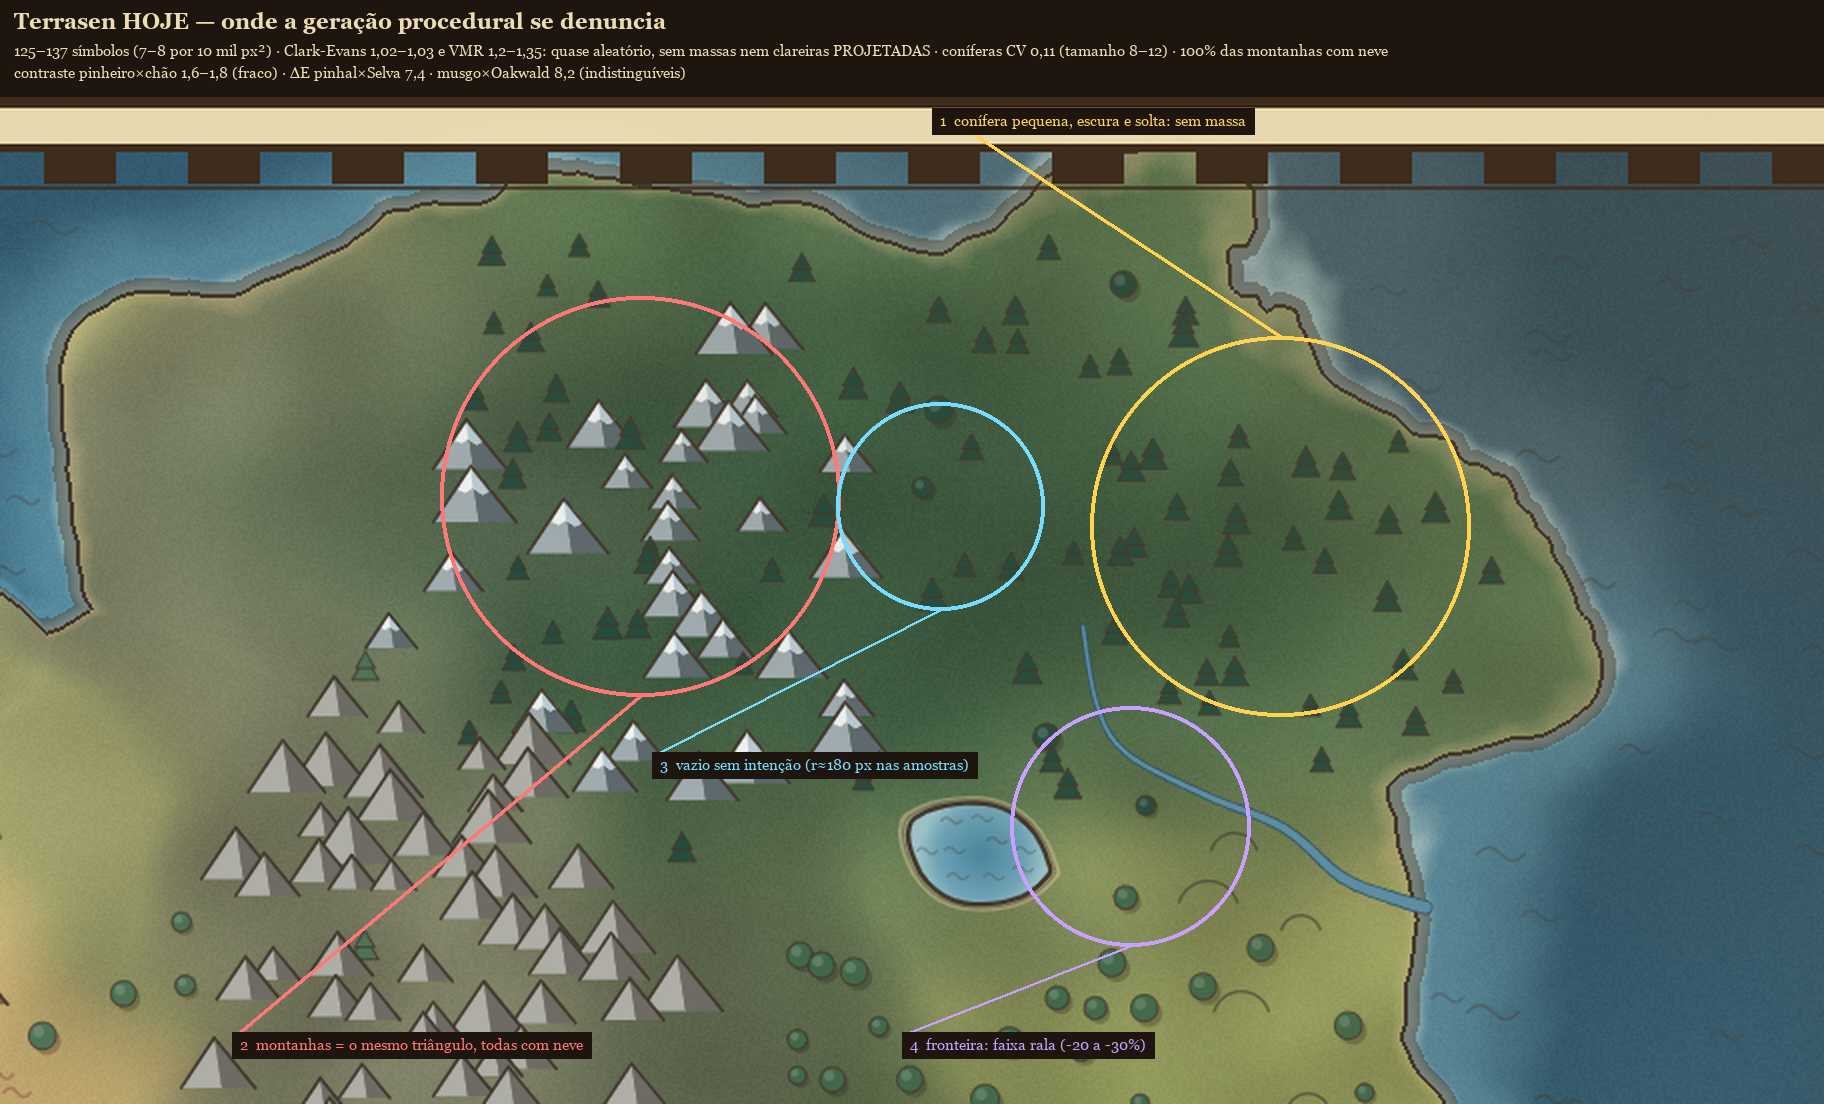 Terrasen HOJE — onde a geração procedural se denuncia
125–137 símbolos (7–8 por 10 mil px²) · Clark-Evans 1,02–1,03 e VMR 1,2–1,35: quase aleatório, sem massas nem clareiras PROJETADAS · coníferas CV 0,11 (tamanho 8–12) · 100% das montanhas com neve
contraste pinheiro×chão 1,6–1,8 (fraco) · ΔE pinhal×Selva 7,4 · musgo×Oakwald 8,2 (indistinguíveis)
1 conífera pequena, escura e solta: sem massa
3 vazio sem intenção (r≈180 px nas amostras)
2 montanhas = o mesmo triângulo, todas com neve
4 fronteira: faixa rala (-20 a -30%)